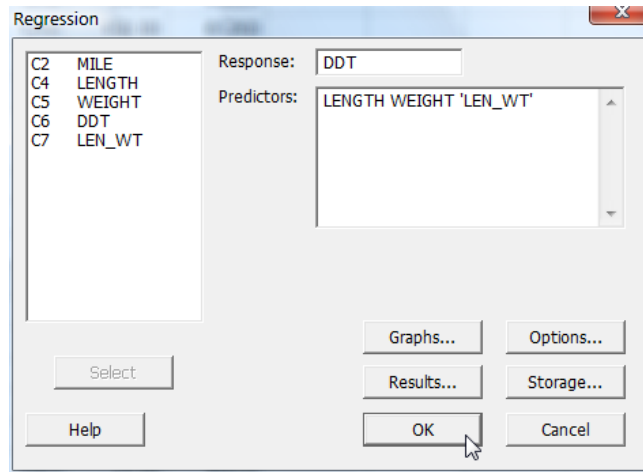 Regression
C2 MILE
C4 LENGTH
C5 WEIGHT
C6 DDT
C7 LEN_WT
Response: DDT
Predictors: LENGTH WEIGHT 'LEN_WT'
Graphs... Options...
Select
Results... Storage...
Help OK Cancel